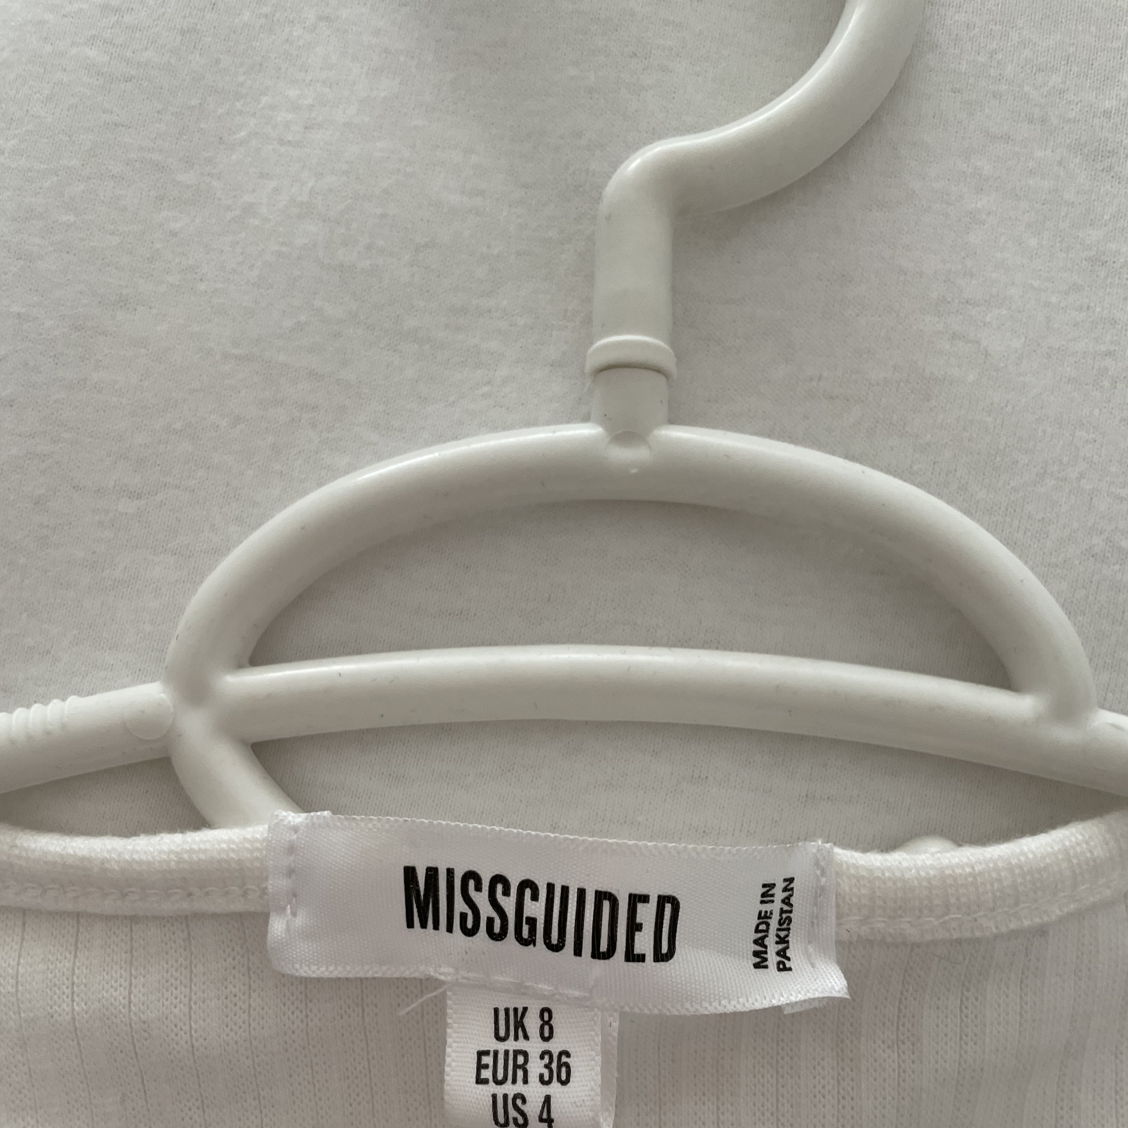 MISSGUIDED
MADE IN
PAKISTAN
UK 8
EUR 36
US 4